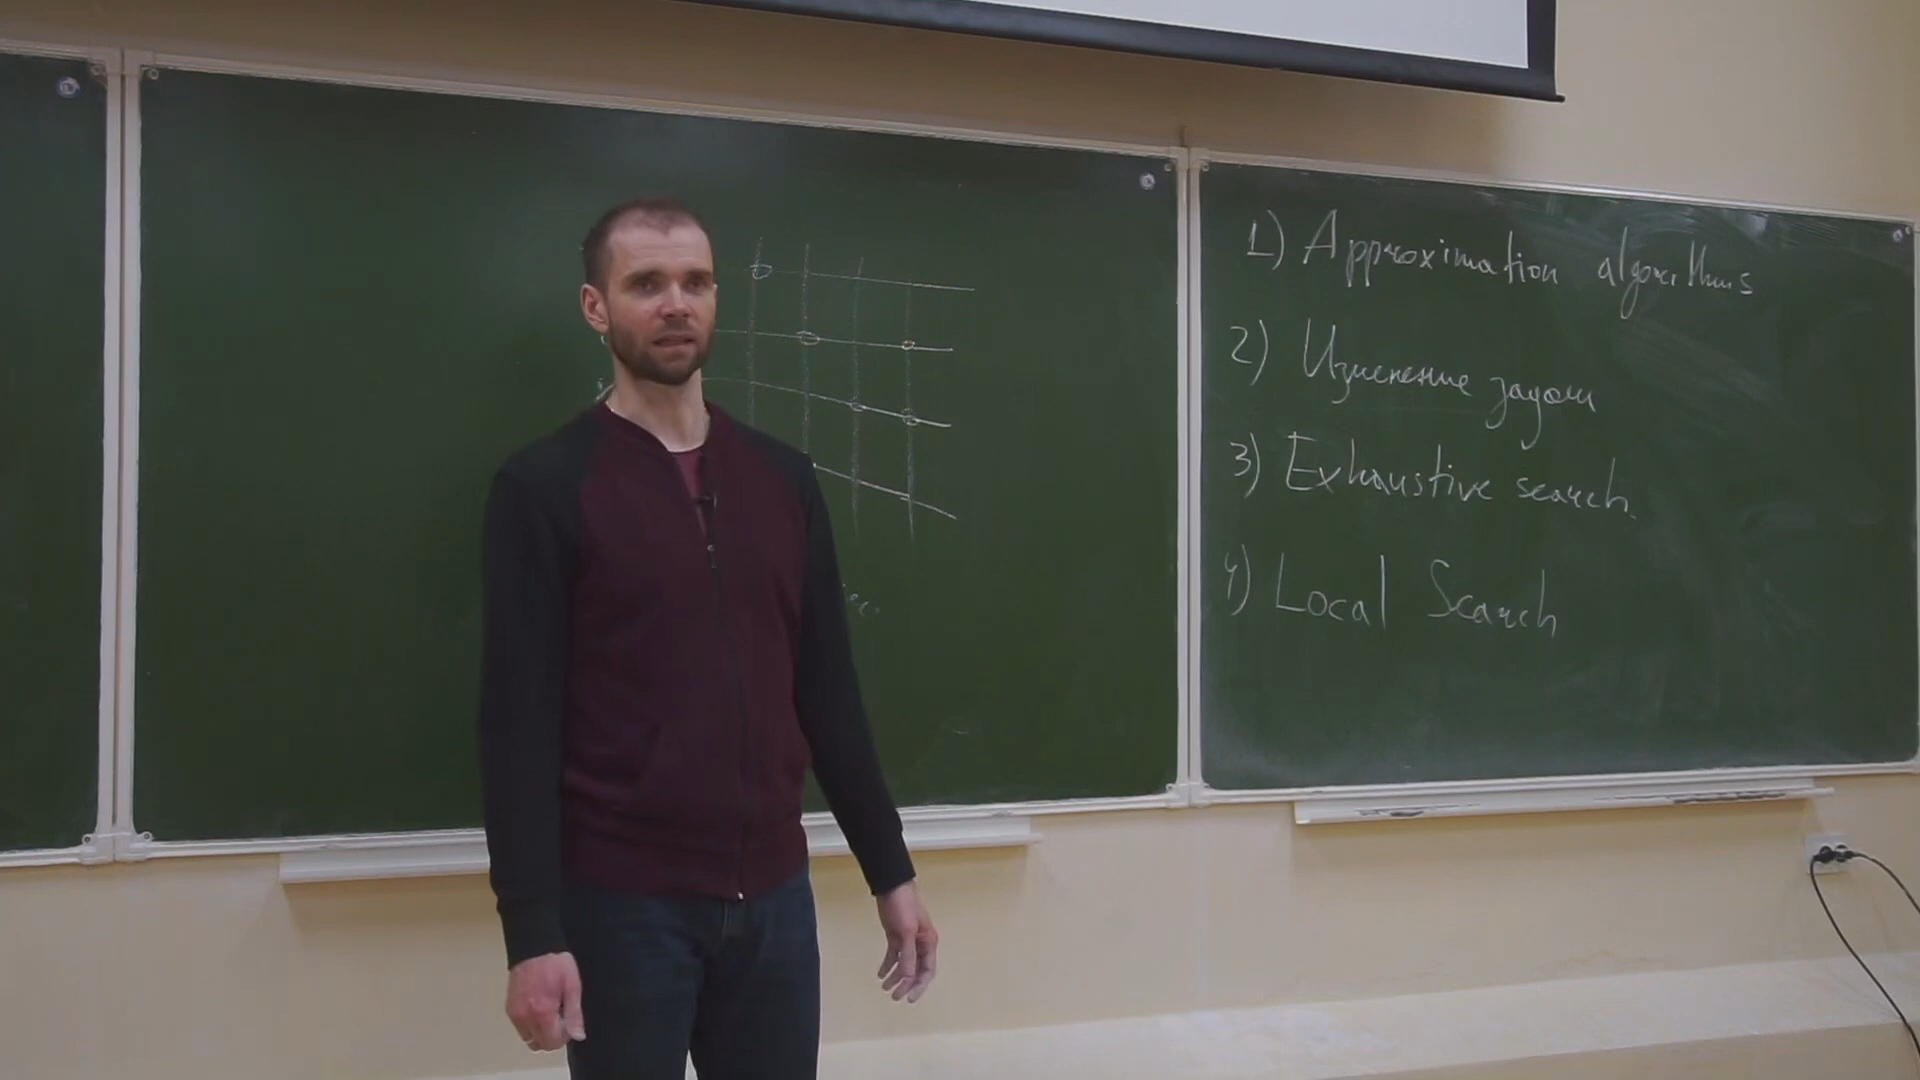 1) Approximation algorithms
2) Изменение задачи
3) Exhaustive search.
4) Local Search